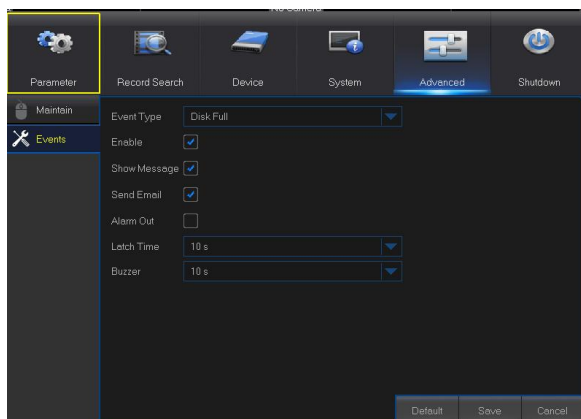 No Camera
Parameter Record Search Device System Advanced Shutdown
Maintain
Events
Event Type Disk Full
Enable
Show Message
Send Email
Alarm Out
Latch Time 10 s
Buzzer 10 s
Default Save Cancel